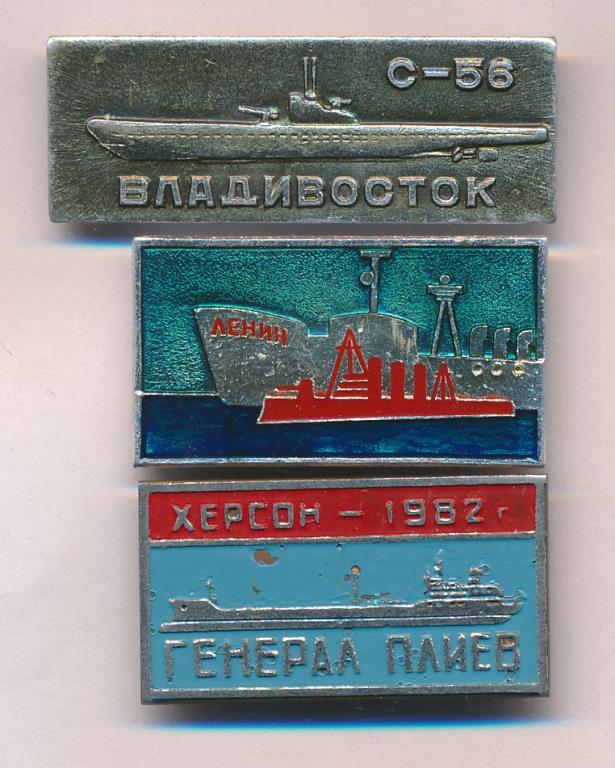 С-56
ВЛАДИВОСТОК
ЛЕНИН
ХЕРСОН - 1982 г.
ГЕНЕРАЛ ПЛИЕВ